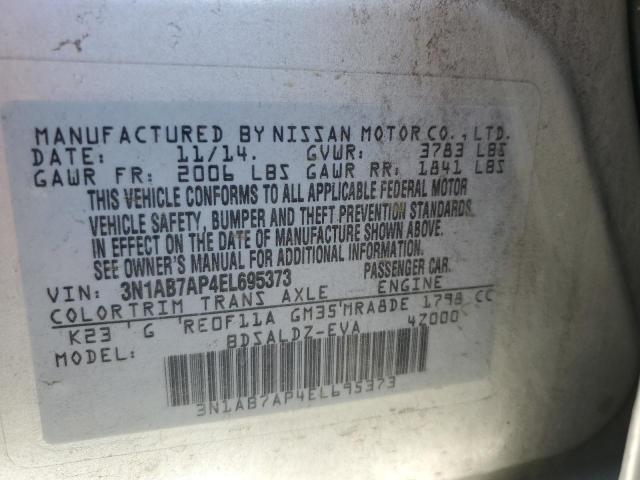 MANUFACTURED BY NISSAN MOTOR CO., LTD.
DATE: 11/14. GVWR: 3783 LBS
GAWR FR: 2006 LBS GAWR RR: 1841 LBS
THIS VEHICLE CONFORMS TO ALL APPLICABLE FEDERAL MOTOR
VEHICLE SAFETY, BUMPER AND THEFT PREVENTION STANDARDS
IN EFFECT ON THE DATE OF MANUFACTURE SHOWN ABOVE.
SEE OWNER'S MANUAL FOR ADDITIONAL INFORMATION.
VIN: 3N1AB7AP4EL695373 PASSENGER CAR.
COLOR TRIM TRANS AXLE ENGINE
K23 G RE0F11A GM35 MRA8DE 1798 CC
MODEL: BDSALDZ-EVA 4Z000
3N1AB7AP4EL695373